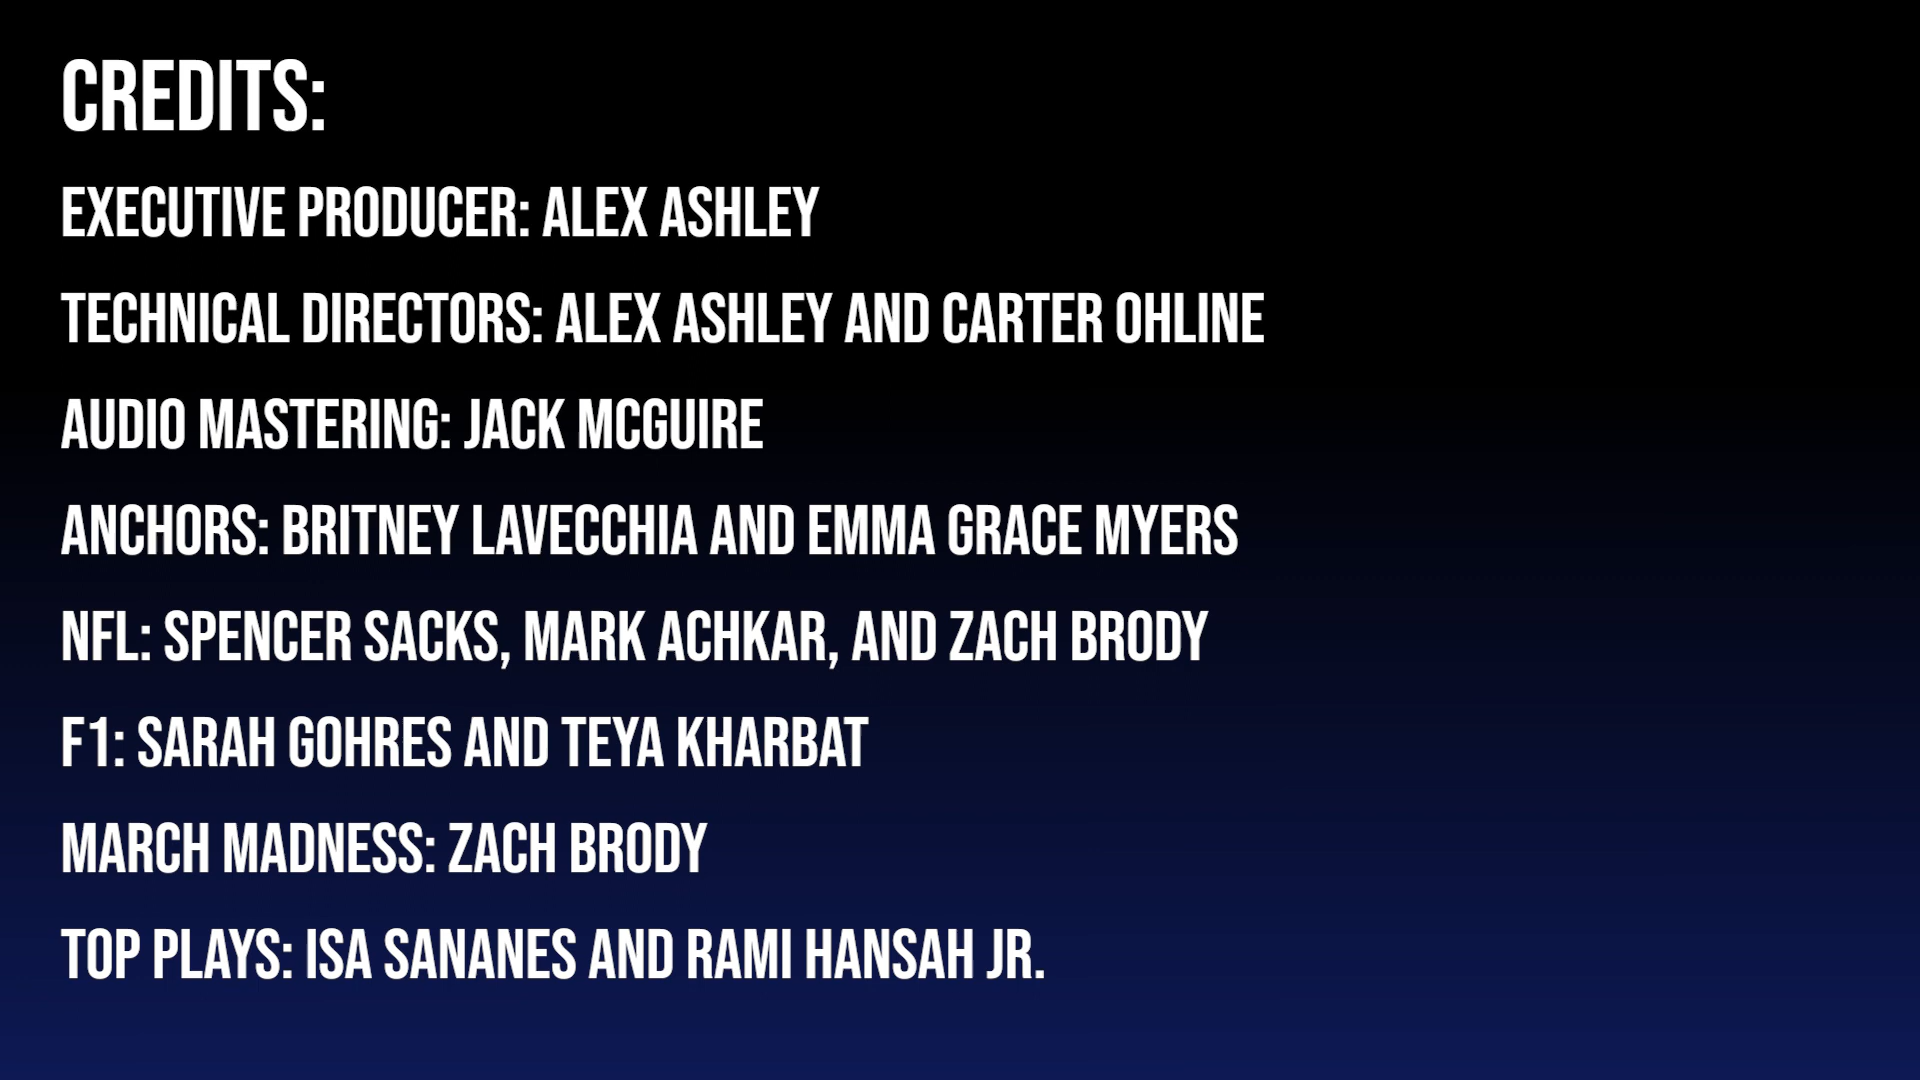 CREDITS:
EXECUTIVE PRODUCER: ALEX ASHLEY
TECHNICAL DIRECTORS: ALEX ASHLEY AND CARTER OHLINE
AUDIO MASTERING: JACK MCGUIRE
ANCHORS: BRITNEY LAVECCHIA AND EMMA GRACE MYERS
NFL: SPENCER SACKS, MARK ACHKAR, AND ZACH BRODY
F1: SARAH GOHRES AND TEYA KHARBAT
MARCH MADNESS: ZACH BRODY
TOP PLAYS: ISA SANANES AND RAMI HANSAH JR.